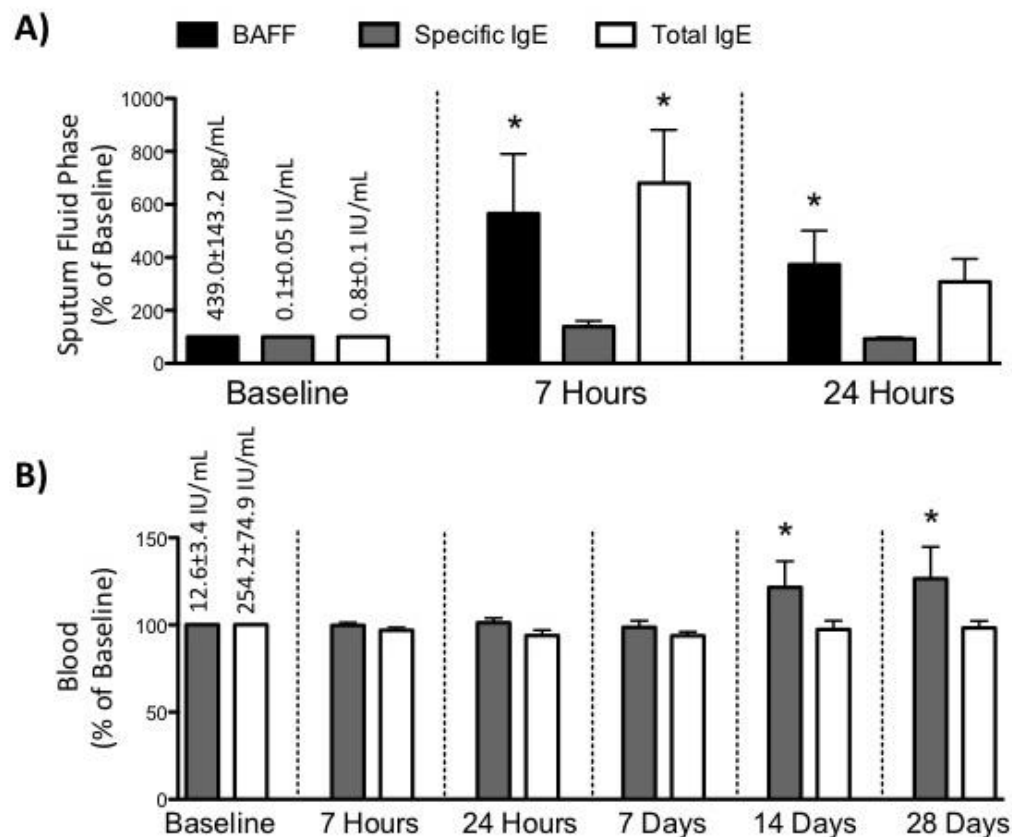 A)
BAFF Specific IgE Total IgE
Sputum Fluid Phase
(% of Baseline)
1000
800
600
400
200
0
439.0±143.2 pg/mL
0.1±0.05 IU/mL
0.8±0.1 IU/mL
* * *
Baseline 7 Hours 24 Hours
B)
Blood
(% of Baseline)
150
100
50
0
12.6±3.4 IU/mL
254.2±74.9 IU/mL
* *
Baseline 7 Hours 24 Hours 7 Days 14 Days 28 Days